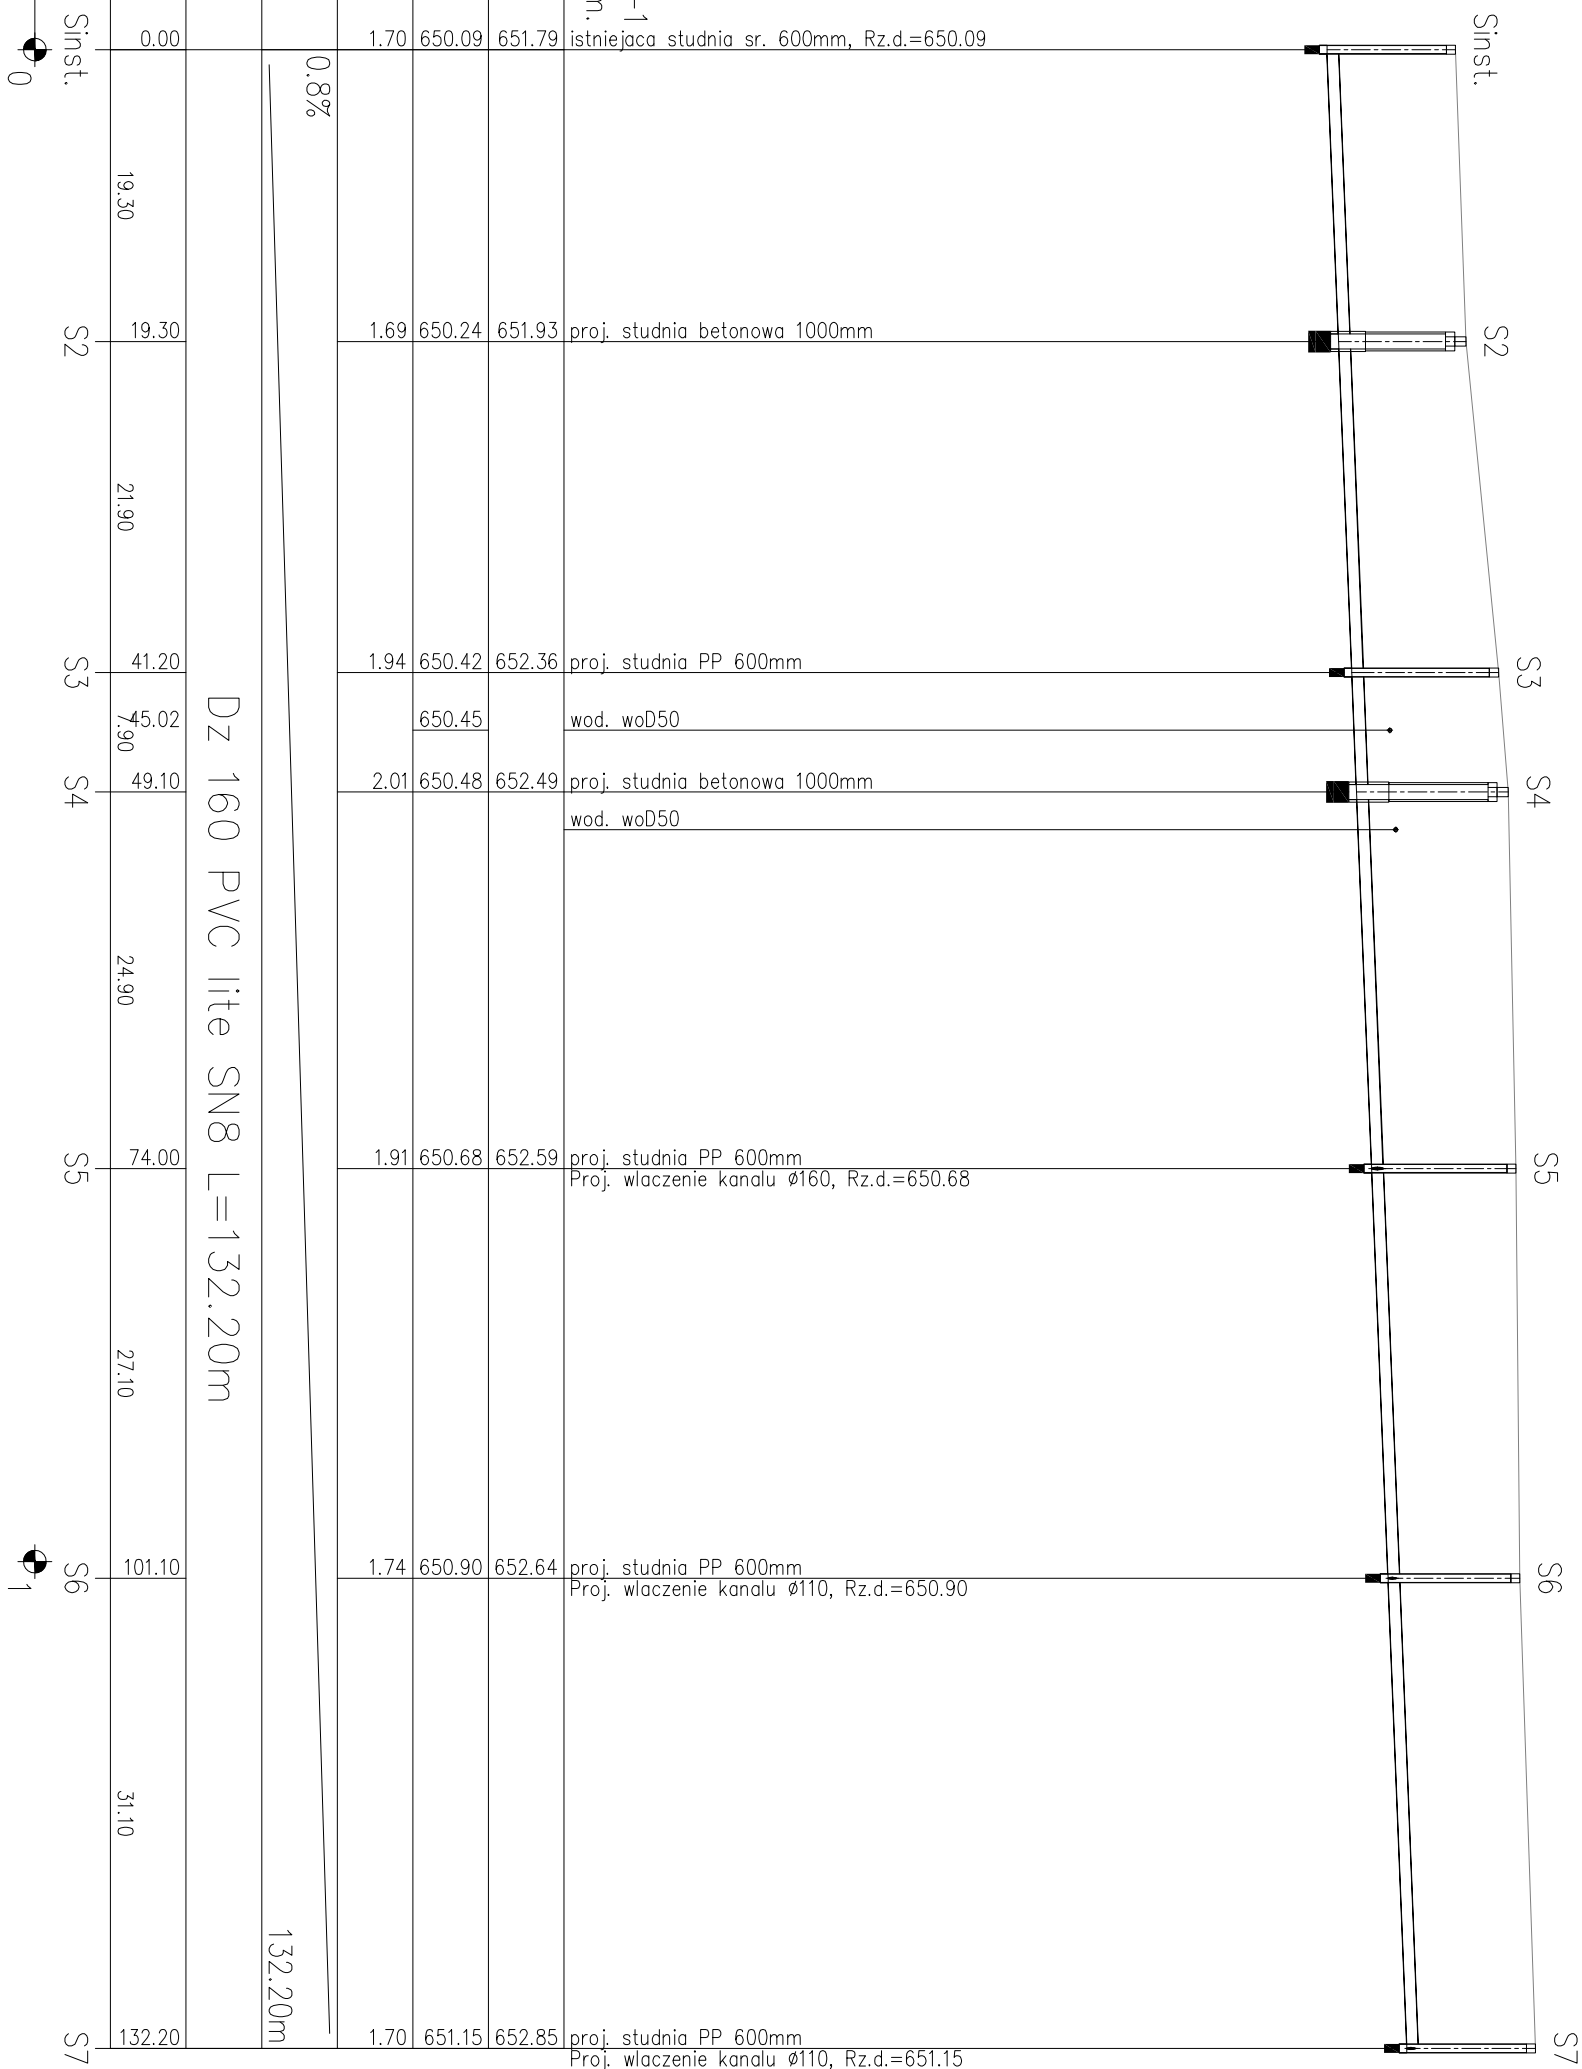 -1
m.
Sinst.
0.00
1.70
650.09
651.79
istniejaca studnia sr. 600mm, Rz.d.=650.09
Sinst.
0
0.8%
19.30
S2
19.30
1.69
650.24
651.93
proj. studnia betonowa 1000mm
S2
21.90
S3
41.20
1.94
650.42
652.36
proj. studnia PP 600mm
S3
45.02
650.45
wod. woD50
7.90
S4
49.10
2.01
650.48
652.49
proj. studnia betonowa 1000mm
S4
wod. woD50
24.90
Dz 160 PVC lite SN8 L=132.20m
S5
74.00
1.91
650.68
652.59
proj. studnia PP 600mm
Proj. wlaczenie kanalu ø160, Rz.d.=650.68
S5
27.10
S6
101.10
1.74
650.90
652.64
proj. studnia PP 600mm
Proj. wlaczenie kanalu ø110, Rz.d.=650.90
S6
1
31.10
132.20m
S7
132.20
1.70
651.15
652.85
proj. studnia PP 600mm
Proj. wlaczenie kanalu ø110, Rz.d.=651.15
S7